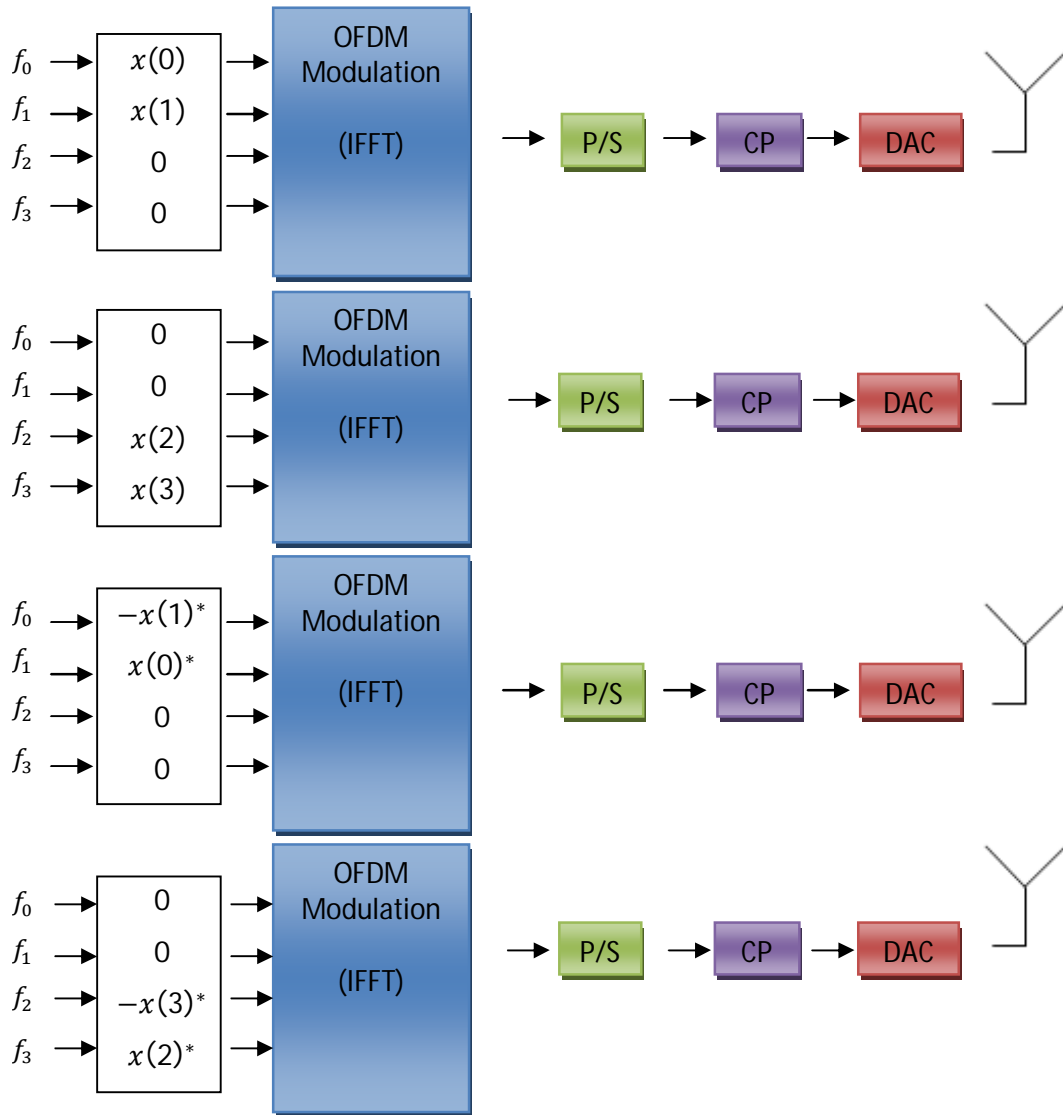 f₀ x(0) OFDM
Modulation
f₁ x(1)
f₂ 0 (IFFT) P/S CP DAC
f₃ 0
f₀ 0 OFDM
Modulation
f₁ 0
f₂ x(2) (IFFT) P/S CP DAC
f₃ x(3)
f₀ −x(1)* OFDM
Modulation
f₁ x(0)*
f₂ 0 (IFFT) P/S CP DAC
f₃ 0
f₀ 0 OFDM
Modulation
f₁ 0
f₂ −x(3)* (IFFT) P/S CP DAC
f₃ x(2)*